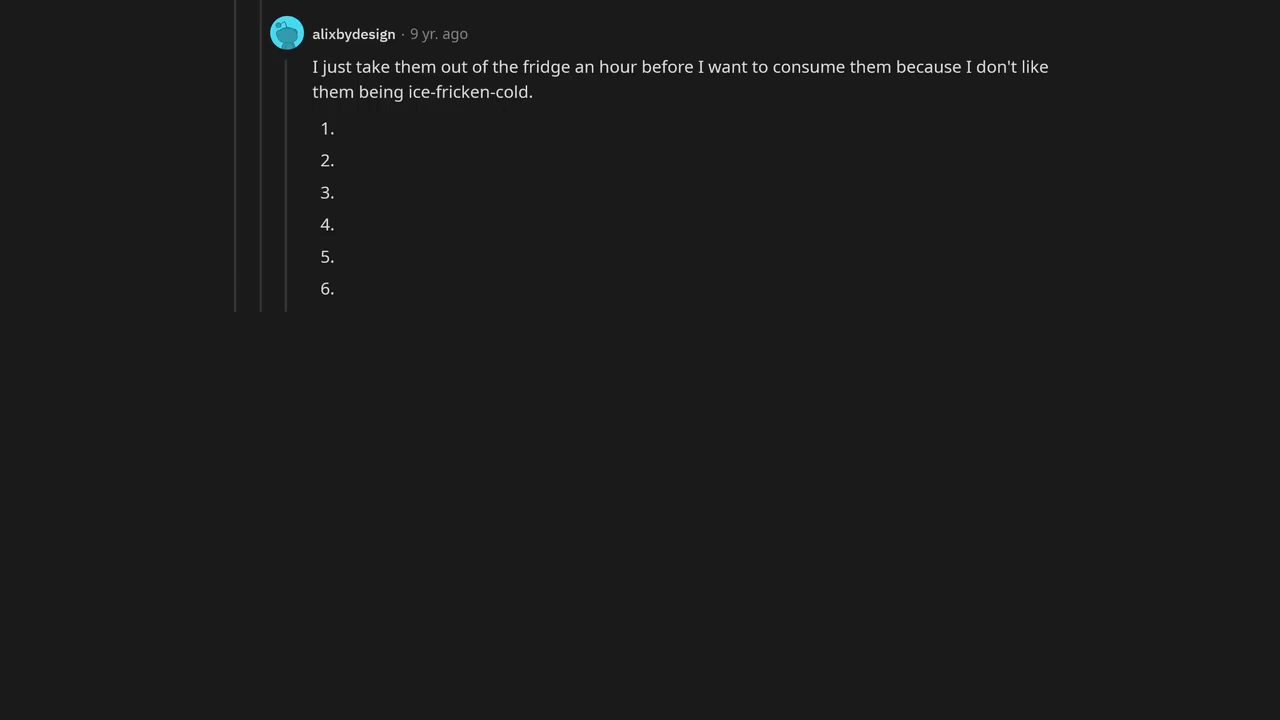 alixbydesign · 9 yr. ago
I just take them out of the fridge an hour before I want to consume them because I don't like
them being ice-fricken-cold.
1.
2.
3.
4.
5.
6.